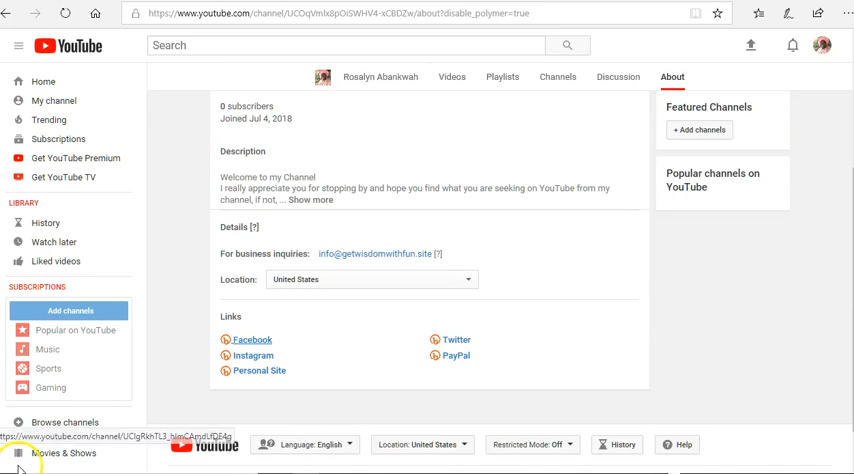 https://www.youtube.com/channel/UCOqVmlx8pOiSWHV4-xCBDZw/about?disable_polymer=true
YouTube
Search
Rosalyn Abankwah Videos Playlists Channels Discussion About
Home
My channel
Trending
Subscriptions
Get YouTube Premium
Get YouTube TV
LIBRARY
History
Watch later
Liked videos
SUBSCRIPTIONS
Add channels
Popular on YouTube
Music
Sports
Gaming
Browse channels
Movies & Shows
0 subscribers
Joined Jul 4, 2018
Description
Welcome to my Channel
I really appreciate you for stopping by and hope you find what you are seeking on YouTube from my
channel, if not, ... Show more
Details [?]
For business inquiries: info@getwisdomwithfun.site [?]
Location: United States
Links
Facebook Twitter
Instagram PayPal
Personal Site
Featured Channels
+ Add channels
Popular channels on
YouTube
YouTube Language: English Location: United States Restricted Mode: Off History Help